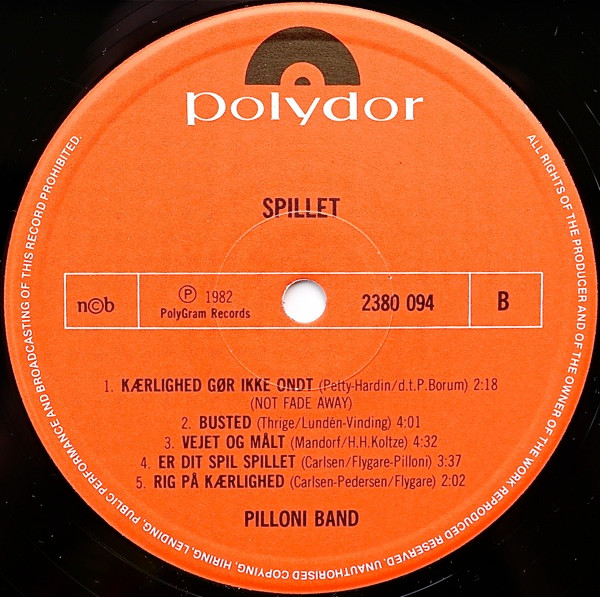 polydor
SPILLET
n©b
℗ 1982
PolyGram Records
2380 094
B
1. KÆRLIGHED GØR IKKE ONDT (Petty-Hardin/d.t.P.Borum) 2:18
(NOT FADE AWAY)
2. BUSTED (Thrige/Lundén-Vinding) 4:01
3. VEJET OG MÅLT (Mandorf/H.H.Koltze) 4:32
4. ER DIT SPIL SPILLET (Carlsen/Flygare-Pilloni) 3:37
5. RIG PÅ KÆRLIGHED (Carlsen-Pedersen/Flygare) 2:02
PILLONI BAND
ALL RIGHTS OF THE PRODUCER AND OF THE OWNER OF THE WORK REPRODUCED RESERVED. UNAUTHORISED COPYING, HIRING, LENDING, PUBLIC PERFORMANCE AND BROADCASTING OF THIS RECORD PROHIBITED.